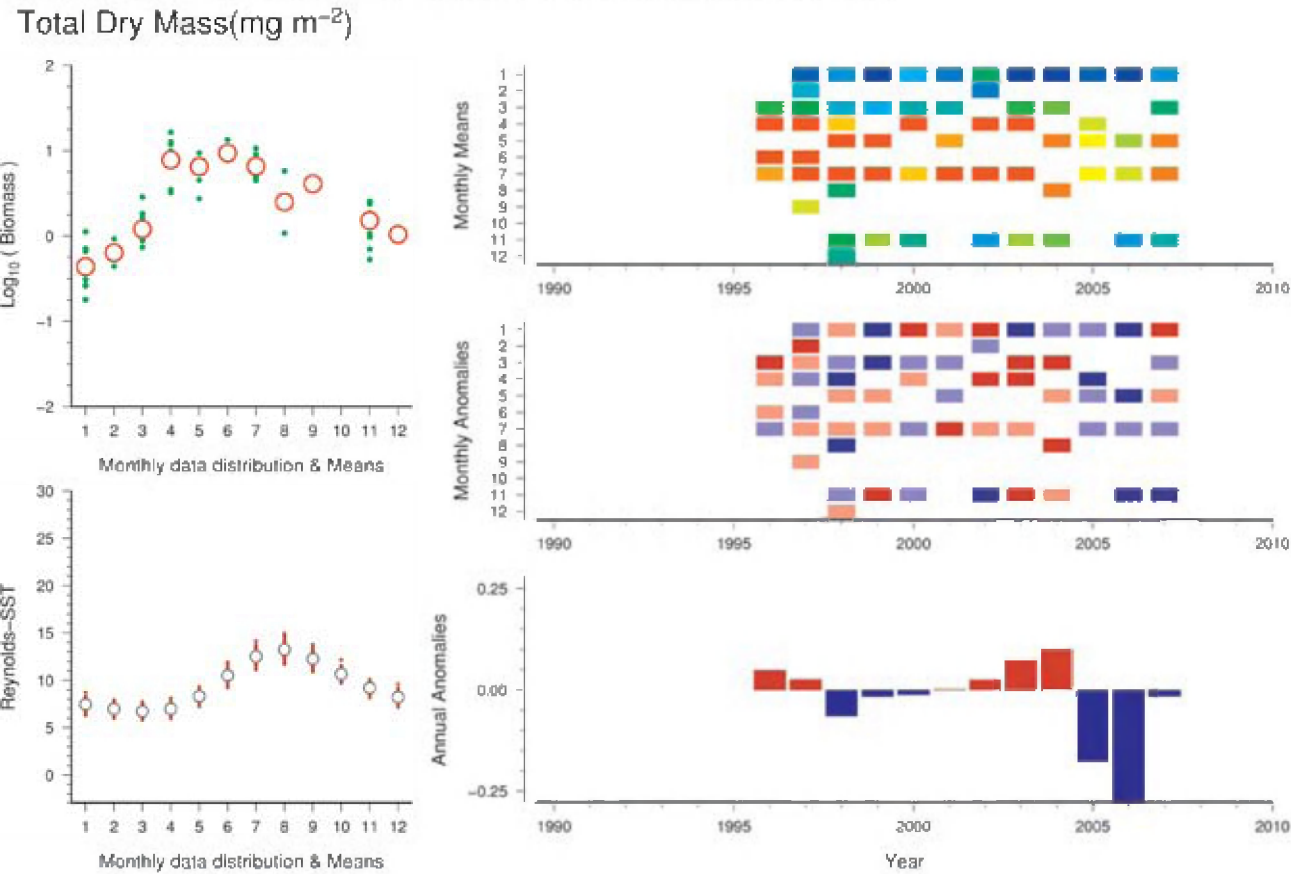 Total Dry Mass(mg m−2)
Log10 ( Biomass )
2
1
0
−1
−2
1 2 3 4 5 6 7 8 9 10 11 12
Monthly data distribution & Means
Reynolds−SST
30
25
20
15
10
5
0
1 2 3 4 5 6 7 8 9 10 11 12
Monthly data distribution & Means
Monthly Means
1
2
3
4
5
6
7
8
9
10
11
12
1990 1995 2000 2005 2010
Monthly Anomalies
1
2
3
4
5
6
7
8
9
10
11
12
1990 1995 2000 2005 2010
Annual Anomalies
0.25
0.00
−0.25
1990 1995 2000 2005 2010
Year